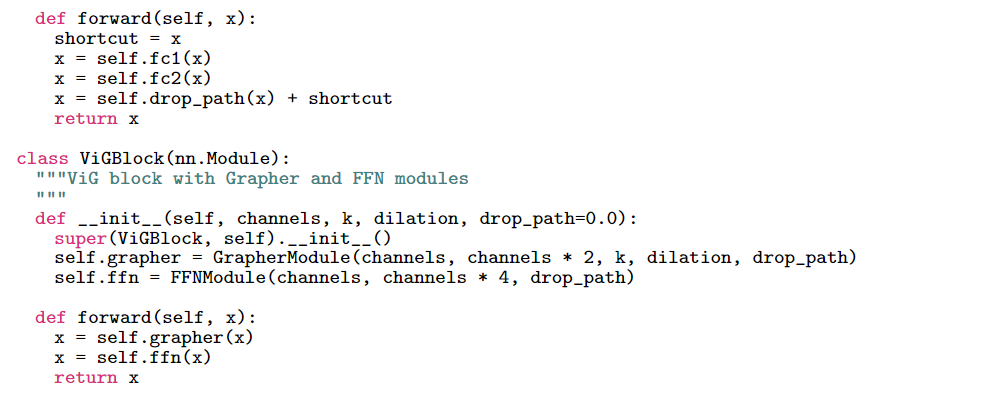 def forward(self, x):
shortcut = x
x = self.fc1(x)
x = self.fc2(x)
x = self.drop_path(x) + shortcut
return x
class ViGBlock(nn.Module):
"""ViG block with Grapher and FFN modules
"""
def __init__(self, channels, k, dilation, drop_path=0.0):
super(ViGBlock, self).__init__()
self.grapher = GrapherModule(channels, channels * 2, k, dilation, drop_path)
self.ffn = FFNModule(channels, channels * 4, drop_path)
def forward(self, x):
x = self.grapher(x)
x = self.ffn(x)
return x